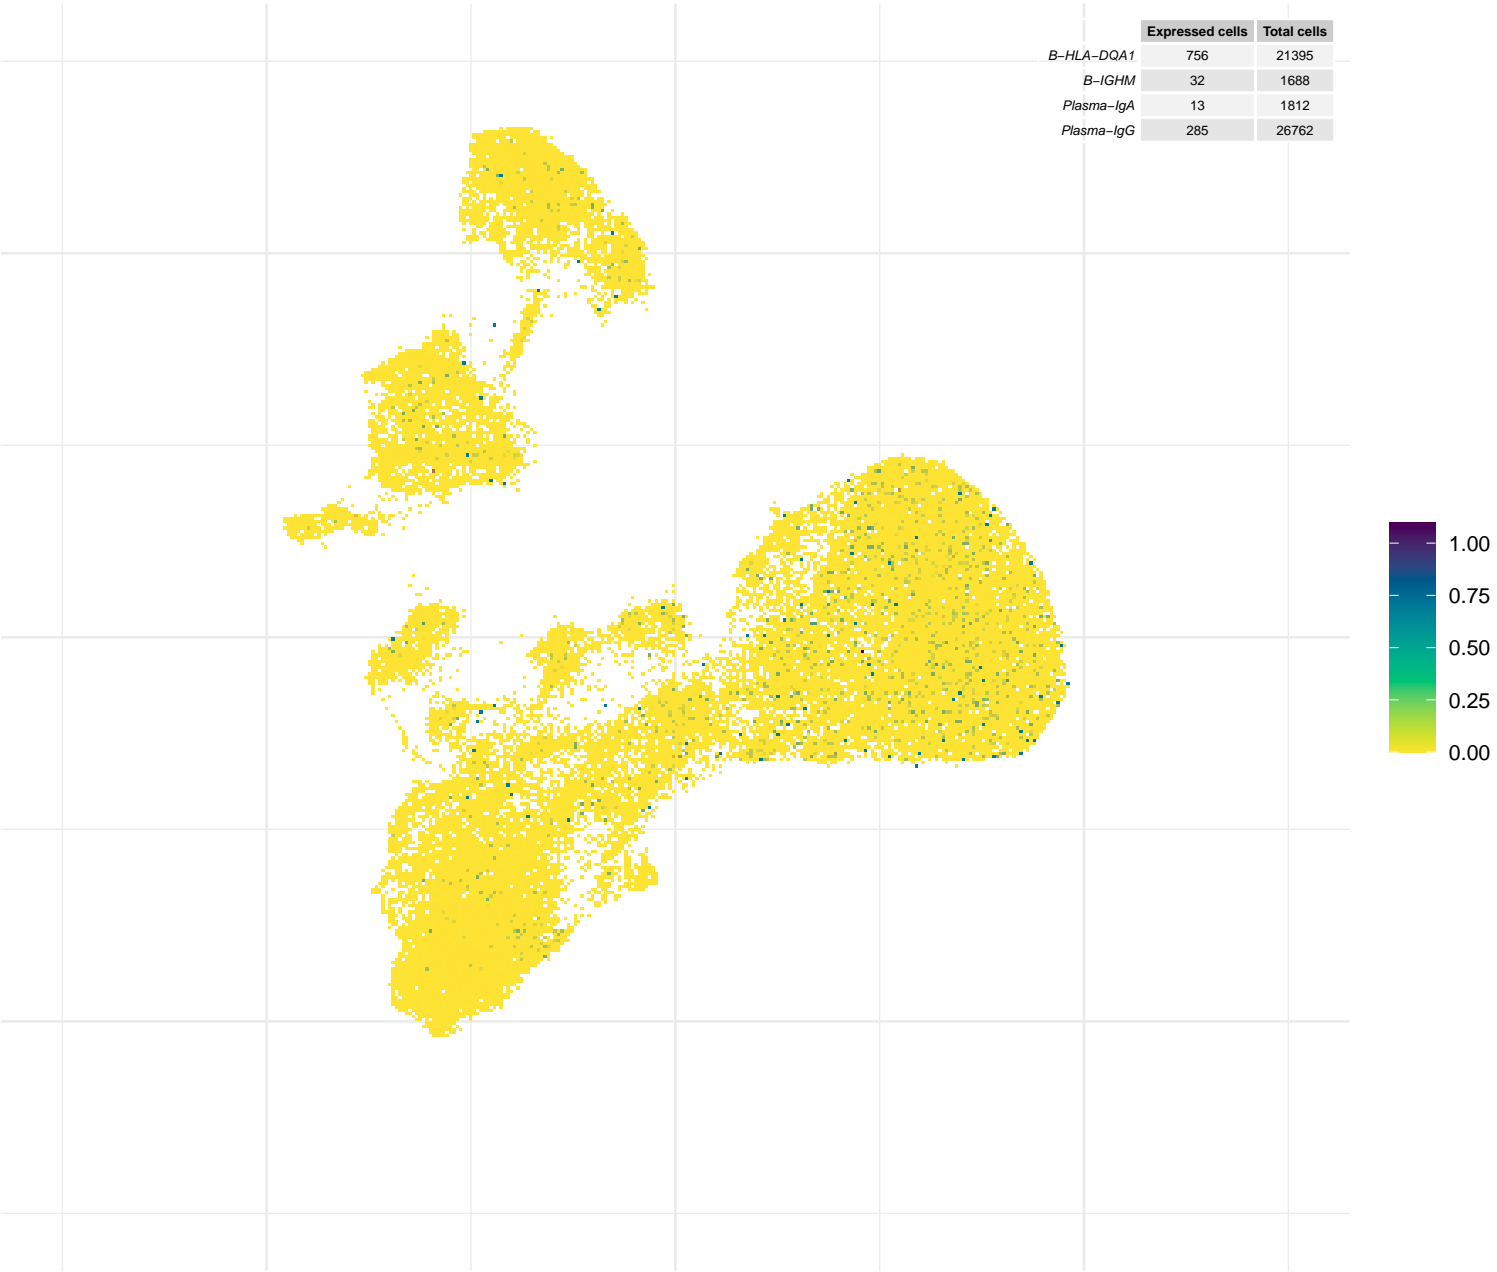 Expressed cells Total cells
B−HLA−DQA1 756 21395
B−IGHM 32 1688
Plasma−IgA 13 1812
Plasma−IgG 285 26762
1.00
0.75
0.50
0.25
0.00